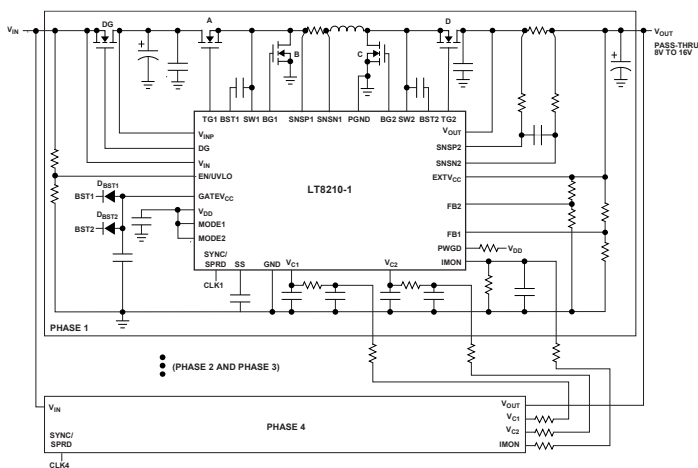 VIN
DG
A
D
VOUT
PASS-THRU
8V TO 16V
B
C
TG1 BST1 SW1 BG1 SNSP1 SNSN1 PGND BG2 SW2 BST2 TG2
VINP
DG
VIN
EN/UVLO
GATEVCC
VDD
MODE1
MODE2
DBST1
BST1
DBST2
BST2
LT8210-1
VOUT
SNSP2
SNSN2
EXTVCC
FB2
FB1
PWGD
VDD
IMON
SYNC/
SPRD SS GND VC1 VC2
CLK1
PHASE 1
(PHASE 2 AND PHASE 3)
VIN
VOUT
VC1
VC2
IMON
PHASE 4
SYNC/
SPRD
CLK4